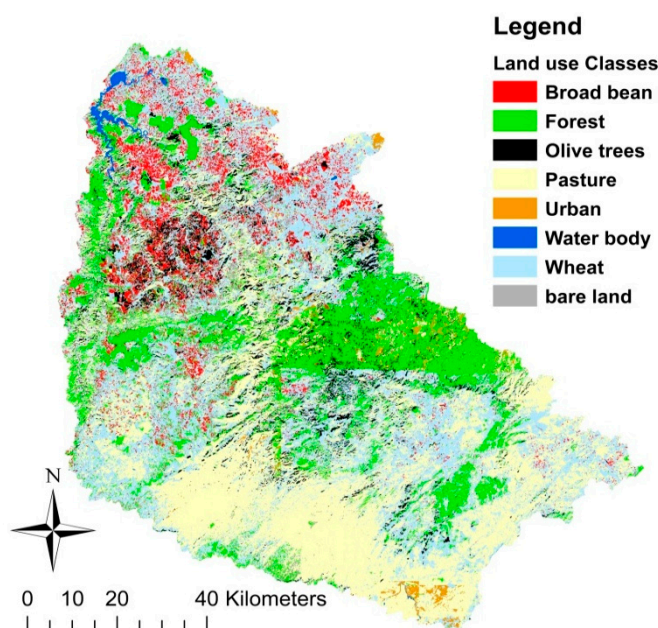 Legend
Land use Classes
Broad bean
Forest
Olive trees
Pasture
Urban
Water body
Wheat
bare land
N
0 10 20 40 Kilometers